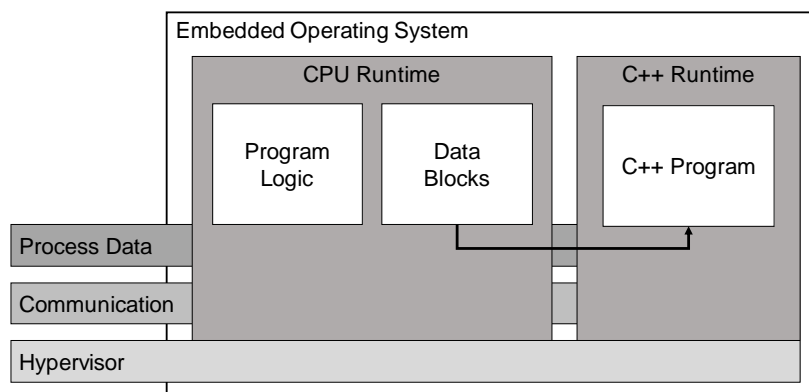 Embedded Operating System
CPU Runtime
C++ Runtime
Program
Logic
Data
Blocks
C++ Program
Process Data
Communication
Hypervisor